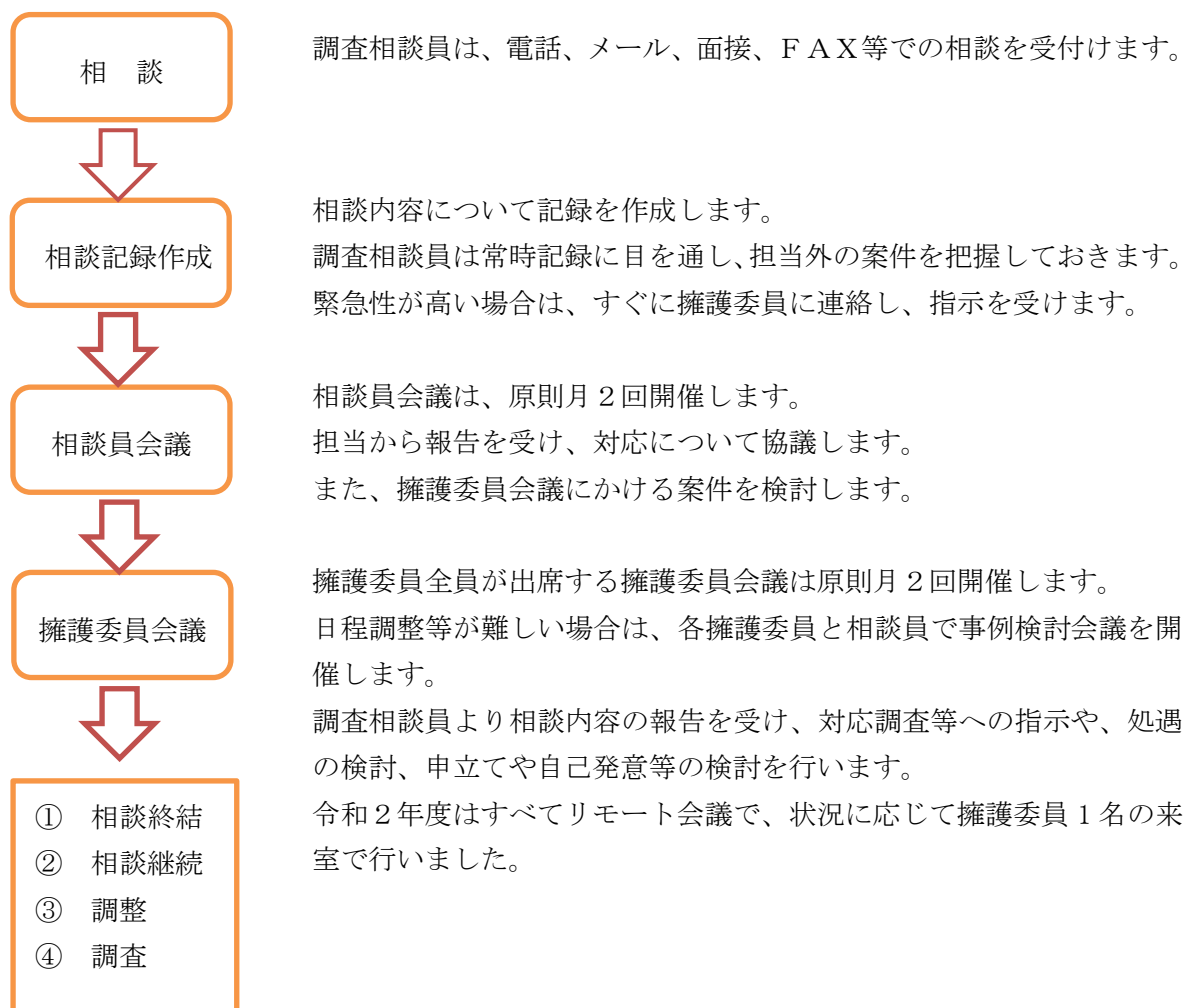 相　談
調査相談員は、電話、メール、面接、ＦＡＸ等での相談を受付けます。
相談記録作成
相談内容について記録を作成します。
調査相談員は常時記録に目を通し、担当外の案件を把握しておきます。
緊急性が高い場合は、すぐに擁護委員に連絡し、指示を受けます。
相談員会議
相談員会議は、原則月２回開催します。
担当から報告を受け、対応について協議します。
また、擁護委員会議にかける案件を検討します。
擁護委員会議
擁護委員全員が出席する擁護委員会議は原則月２回開催します。
日程調整等が難しい場合は、各擁護委員と相談員で事例検討会議を開
催します。
調査相談員より相談内容の報告を受け、対応調査等への指示や、処遇
の検討、申立てや自己発意等の検討を行います。
令和２年度はすべてリモート会議で、状況に応じて擁護委員１名の来
室で行いました。
①　相談終結
②　相談継続
③　調整
④　調査